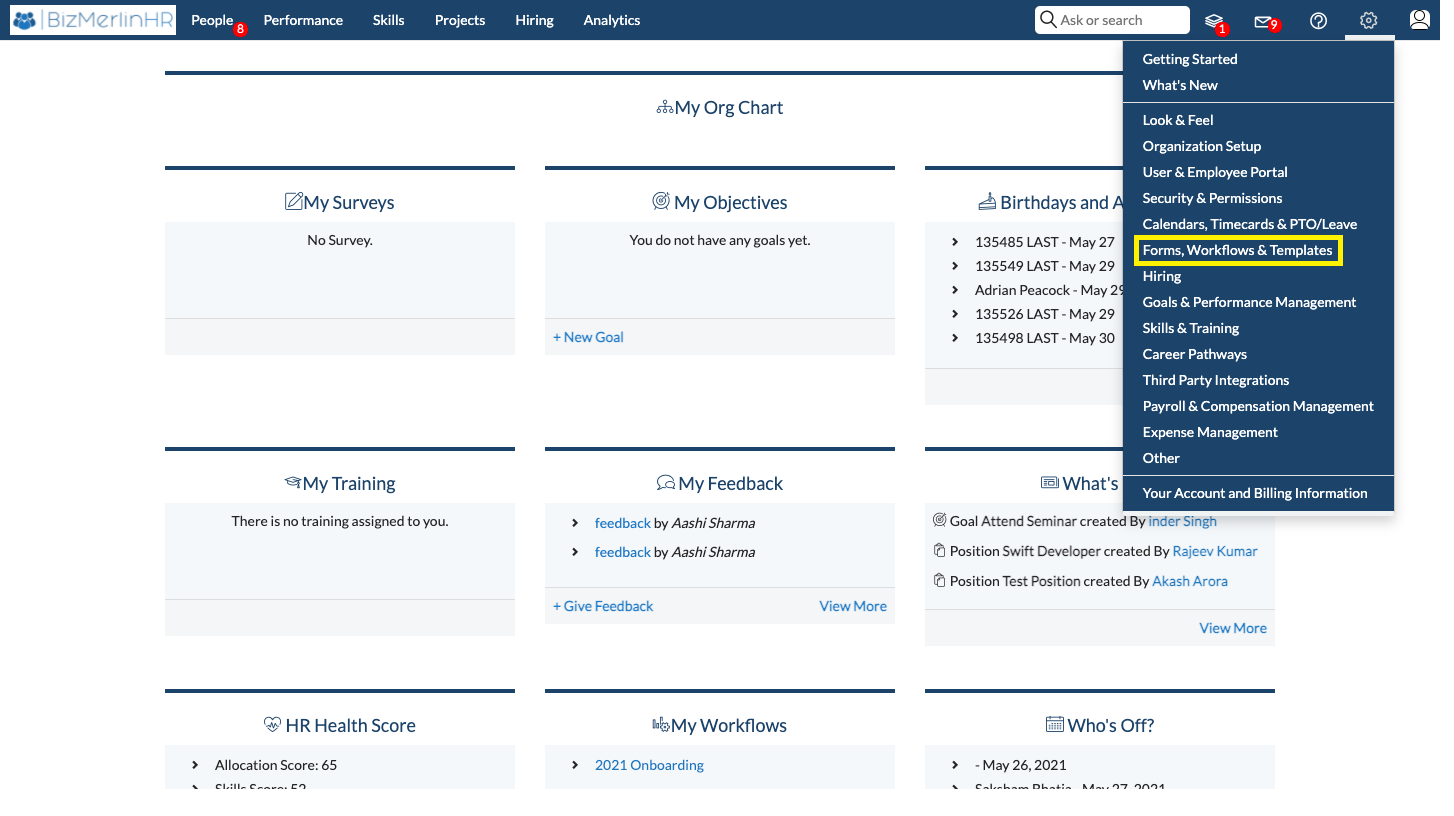 BizMerlinHR People 8 Performance Skills Projects Hiring Analytics Ask or search 1 9
Getting Started
What's New
Look & Feel
Organization Setup
User & Employee Portal
Security & Permissions
Calendars, Timecards & PTO/Leave
Forms, Workflows & Templates
Hiring
Goals & Performance Management
Skills & Training
Career Pathways
Third Party Integrations
Payroll & Compensation Management
Expense Management
Other
Your Account and Billing Information
My Org Chart
My Surveys
No Survey.
My Objectives
You do not have any goals yet.
+ New Goal
Birthdays and A
135485 LAST - May 27
135549 LAST - May 29
Adrian Peacock - May 29
135526 LAST - May 29
135498 LAST - May 30
My Training
There is no training assigned to you.
My Feedback
feedback by Aashi Sharma
feedback by Aashi Sharma
+ Give Feedback View More
What's
Goal Attend Seminar created By inder Singh
Position Swift Developer created By Rajeev Kumar
Position Test Position created By Akash Arora
View More
HR Health Score
Allocation Score: 65
Skills Score: 52
My Workflows
2021 Onboarding
Who's Off?
- May 26, 2021
Saksham Bhatia - May 27, 2021